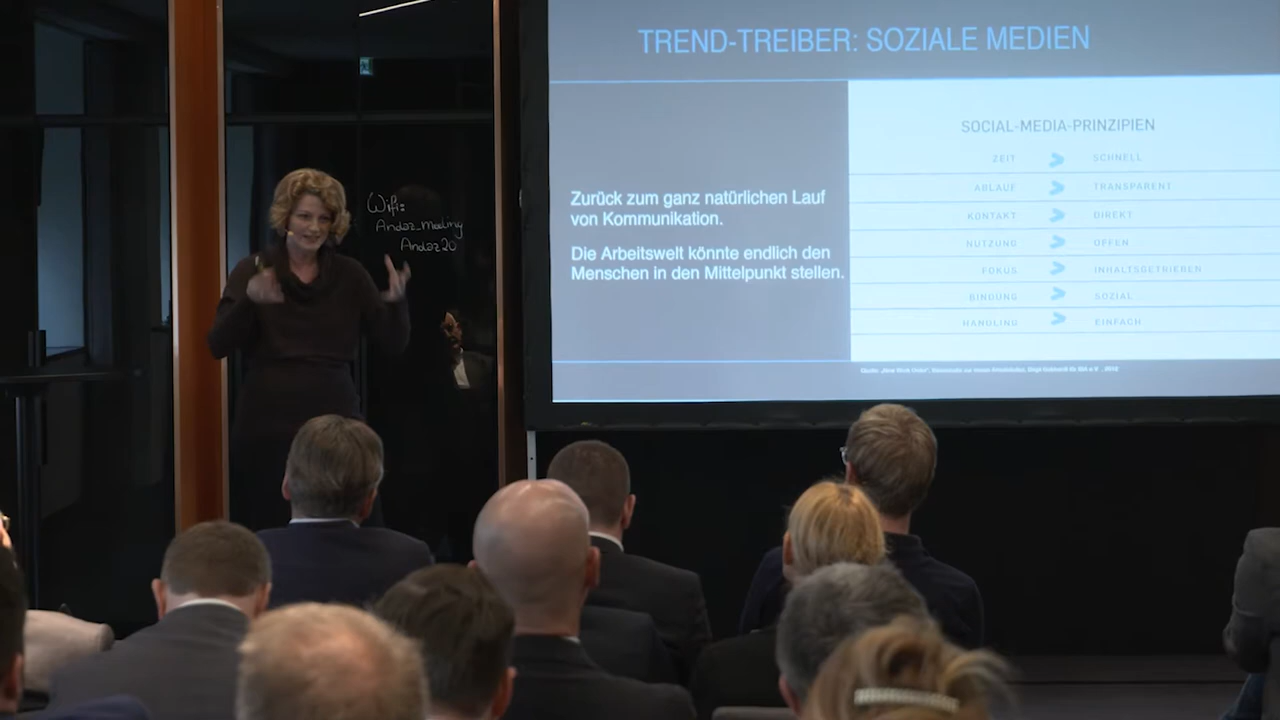 TREND-TREIBER: SOZIALE MEDIEN
Wifi:
Andaz_Meeting
Andaz20
Zurück zum ganz natürlichen Lauf
von Kommunikation.
Die Arbeitswelt könnte endlich den
Menschen in den Mittelpunkt stellen.
SOCIAL-MEDIA-PRINZIPIEN
ZEIT > SCHNELL
ABLAUF > TRANSPARENT
KONTAKT > DIREKT
NUTZUNG > OFFEN
FOKUS > INHALTSGETRIEBEN
BINDUNG > SOZIAL
HANDLING > EINFACH